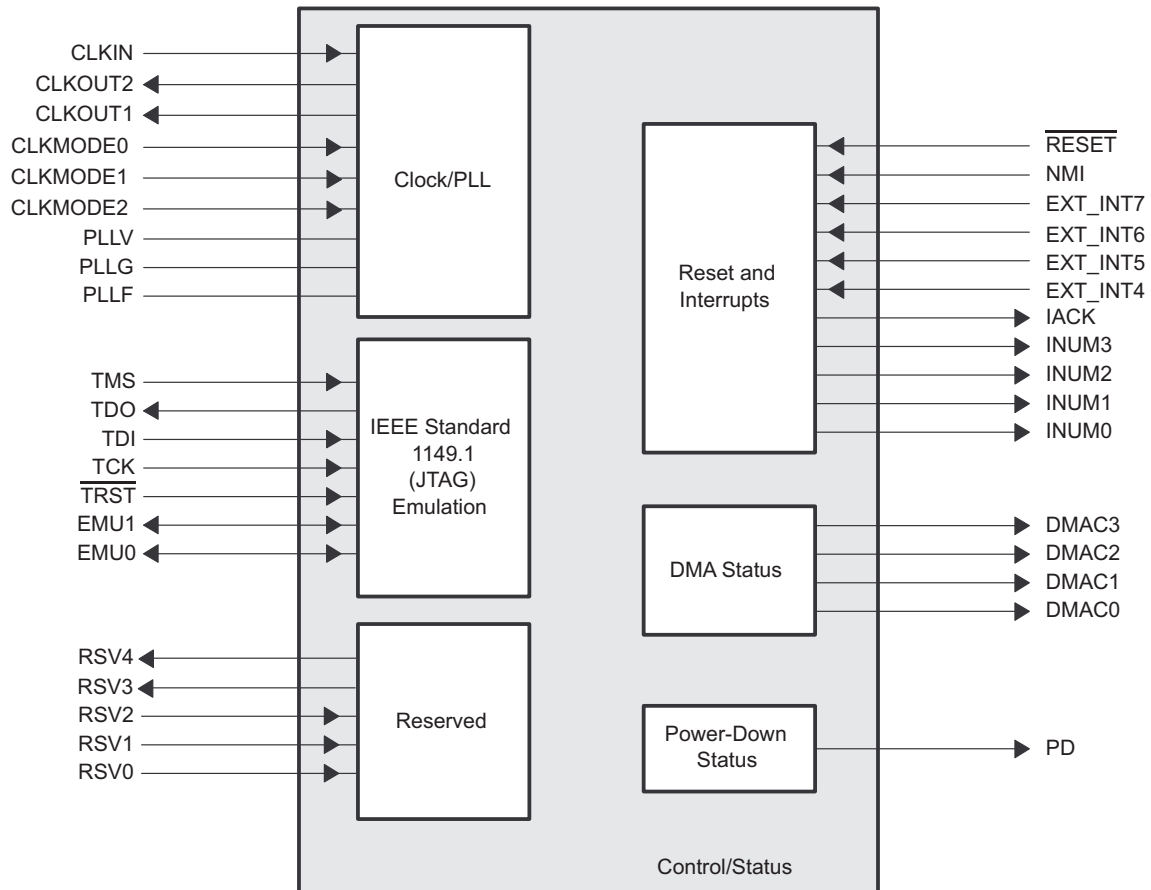 CLKIN
CLKOUT2
CLKOUT1
CLKMODE0
CLKMODE1
CLKMODE2
PLLV
PLLG
PLLF
Clock/PLL
TMS
TDO
TDI
TCK
TRST
EMU1
EMU0
IEEE Standard
1149.1
(JTAG)
Emulation
RSV4
RSV3
RSV2
RSV1
RSV0
Reserved
Reset and
Interrupts
RESET
NMI
EXT_INT7
EXT_INT6
EXT_INT5
EXT_INT4
IACK
INUM3
INUM2
INUM1
INUM0
DMA Status
DMAC3
DMAC2
DMAC1
DMAC0
Power-Down
Status
PD
Control/Status